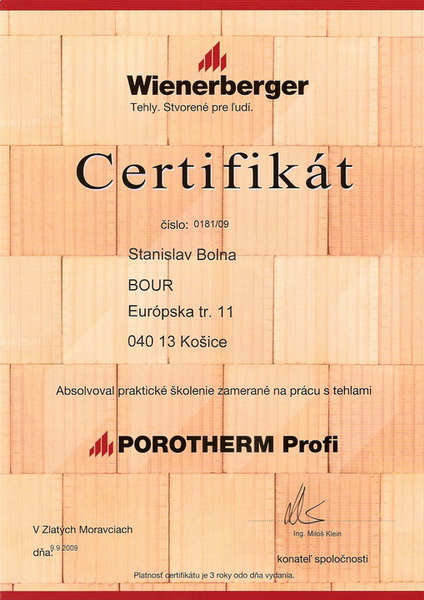 Wienerberger
Tehly. Stvorené pre ľudí.
Certifikát
číslo: 0181/09
Stanislav Bolna
BOUR
Európska tr. 11
040 13 Košice
Absolvoval praktické školenie zamerané na prácu s tehlami
POROTHERM Profi
Ing. Miloš Klein
V Zlatých Moravciach
dňa: 9.9.2009
konateľ spoločnosti
Platnosť certifikátu je 3 roky odo dňa vydania.